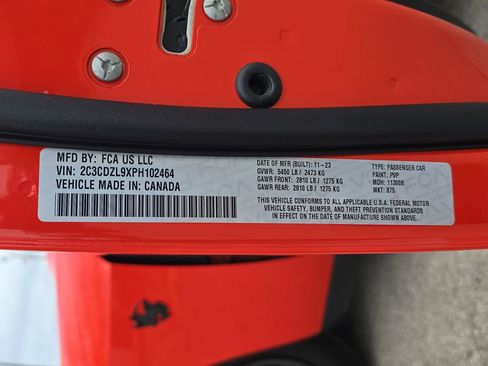 MFD BY: FCA US LLC
VIN: 2C3CDZL9XPH102464
VEHICLE MADE IN: CANADA
DATE OF MFR (BUILT): 11-23
GVWR: 5450 LB / 2473 KG
GAWR FRONT: 2810 LB / 1275 KG
GAWR REAR: 2810 LB / 1275 KG
TYPE: PASSENGER CAR
PAINT: PVP
MDH: 113008
MKT: 875
THIS VEHICLE CONFORMS TO ALL APPLICABLE U.S.A. FEDERAL MOTOR
VEHICLE SAFETY, BUMPER, AND THEFT PREVENTION STANDARDS
IN EFFECT ON THE DATE OF MANUFACTURE SHOWN ABOVE.